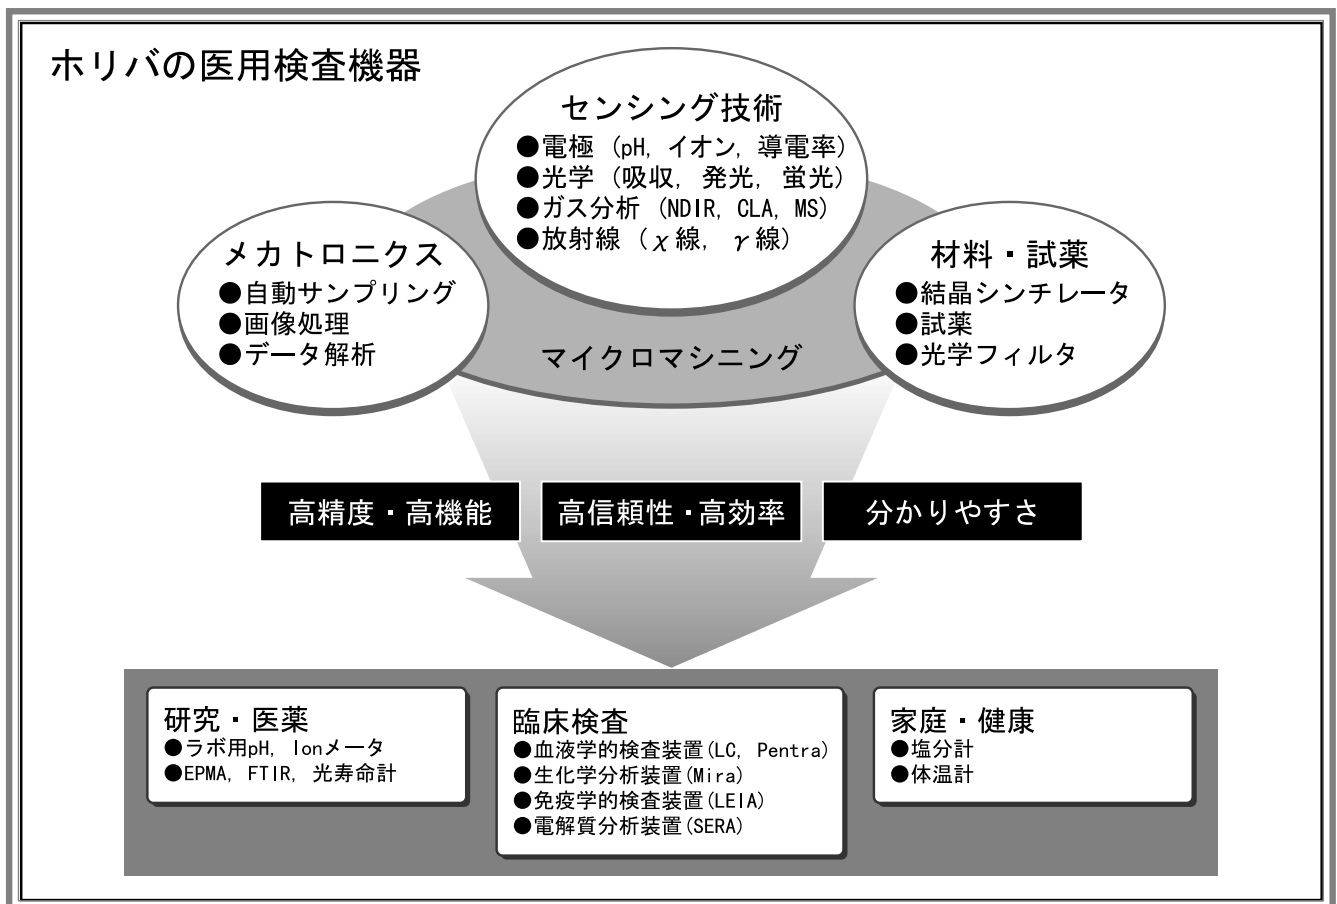 ホリバの医用検査機器
センシング技術
●電極（pH, イオン, 導電率）
●光学（吸収, 発光, 蛍光）
●ガス分析（NDIR, CLA, MS）
●放射線（χ線, γ線）
メカトロニクス
●自動サンプリング
●画像処理
●データ解析
材料・試薬
●結晶シンチレータ
●試薬
●光学フィルタ
マイクロマシニング
高精度・高機能
高信頼性・高効率
分かりやすさ
研究・医薬
●ラボ用pH, Ionメータ
●EPMA, FTIR, 光寿命計
臨床検査
●血液学的検査装置(LC, Pentra)
●生化学分析装置(Mira)
●免疫学的検査装置(LEIA)
●電解質分析装置(SERA)
家庭・健康
●塩分計
●体温計